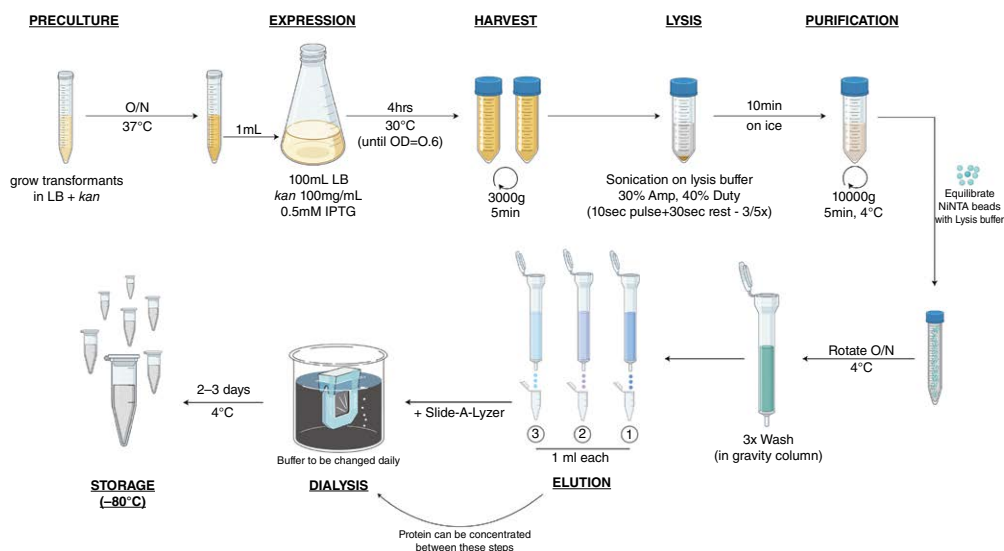 PRECULTURE
EXPRESSION
HARVEST
LYSIS
PURIFICATION
O/N
37°C
1mL
4hrs
30°C
(until OD=O.6)
10min
on ice
grow transformants
in LB + kan
100mL LB
kan 100mg/mL
0.5mM IPTG
3000g
5min
Sonication on lysis buffer
30% Amp, 40% Duty
(10sec pulse+30sec rest - 3/5x)
10000g
5min, 4°C
Equilibrate
NiNTA beads
with Lysis buffer
Rotate O/N
4°C
3x Wash
(in gravity column)
3
2
1
1 ml each
ELUTION
+ Slide-A-Lyzer
Buffer to be changed daily
DIALYSIS
2–3 days
4°C
STORAGE
(–80°C)
Protein can be concentrated
between these steps